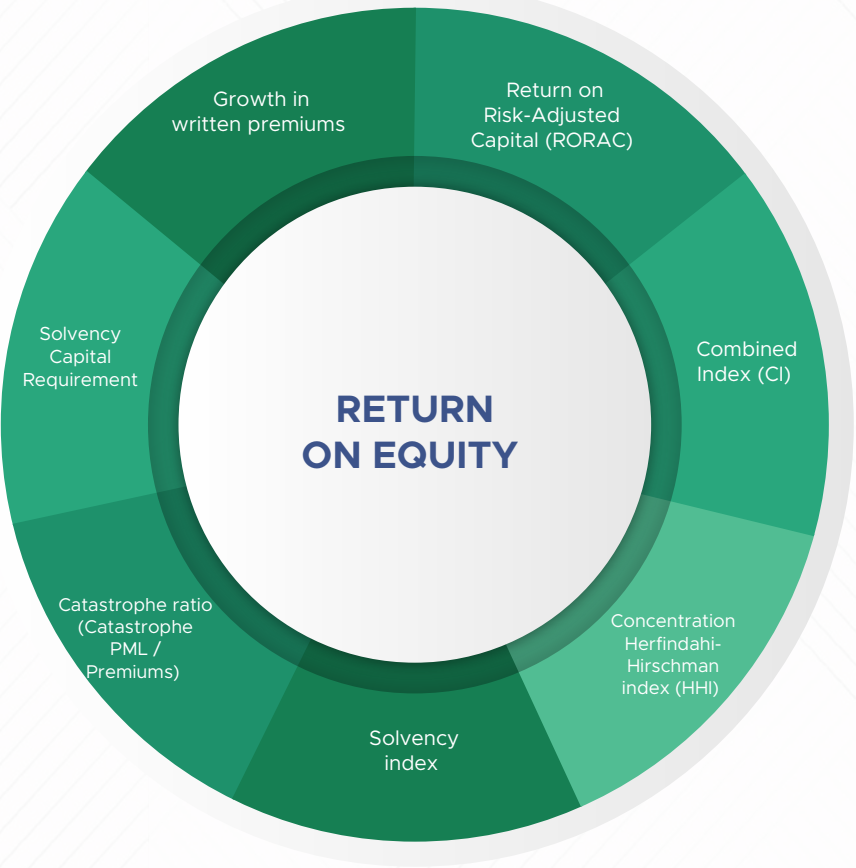 Growth in
written premiums
Return on
Risk-Adjusted
Capital (RORAC)
Combined
Index (CI)
Concentration
Herfindahi-
Hirschman
index (HHI)
Solvency
index
Catastrophe ratio
(Catastrophe
PML /
Premiums)
Solvency
Capital
Requirement
RETURN
ON EQUITY